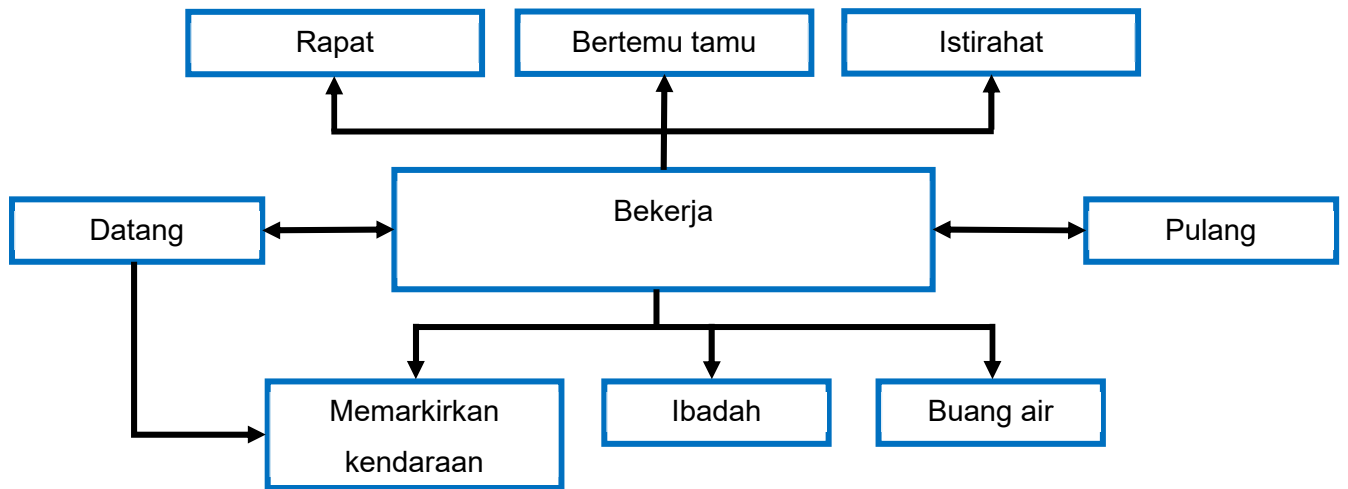 Rapat
Bertemu tamu
Istirahat
Bekerja
Datang
Pulang
Memarkirkan
kendaraan
Ibadah
Buang air